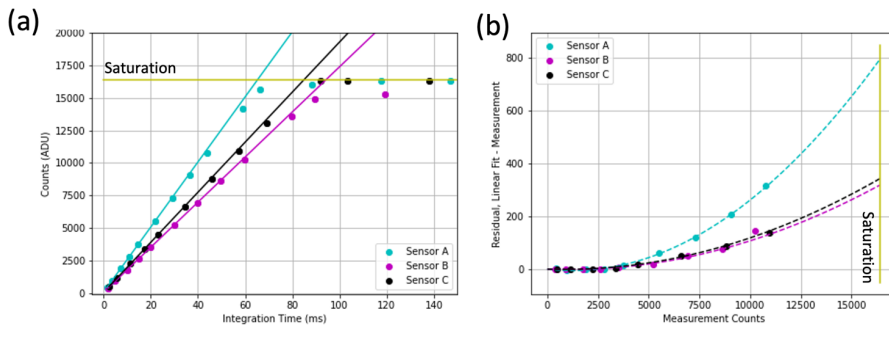 (a)
20000
17500
15000
12500
10000
7500
5000
2500
0
Counts (ADU)
Saturation
Sensor A
Sensor B
Sensor C
0 20 40 60 80 100 120 140
Integration Time (ms)
(b)
800
600
400
200
0
Residual, Linear Fit - Measurement
Sensor A
Sensor B
Sensor C
Saturation
0 2500 5000 7500 10000 12500 15000
Measurement Counts